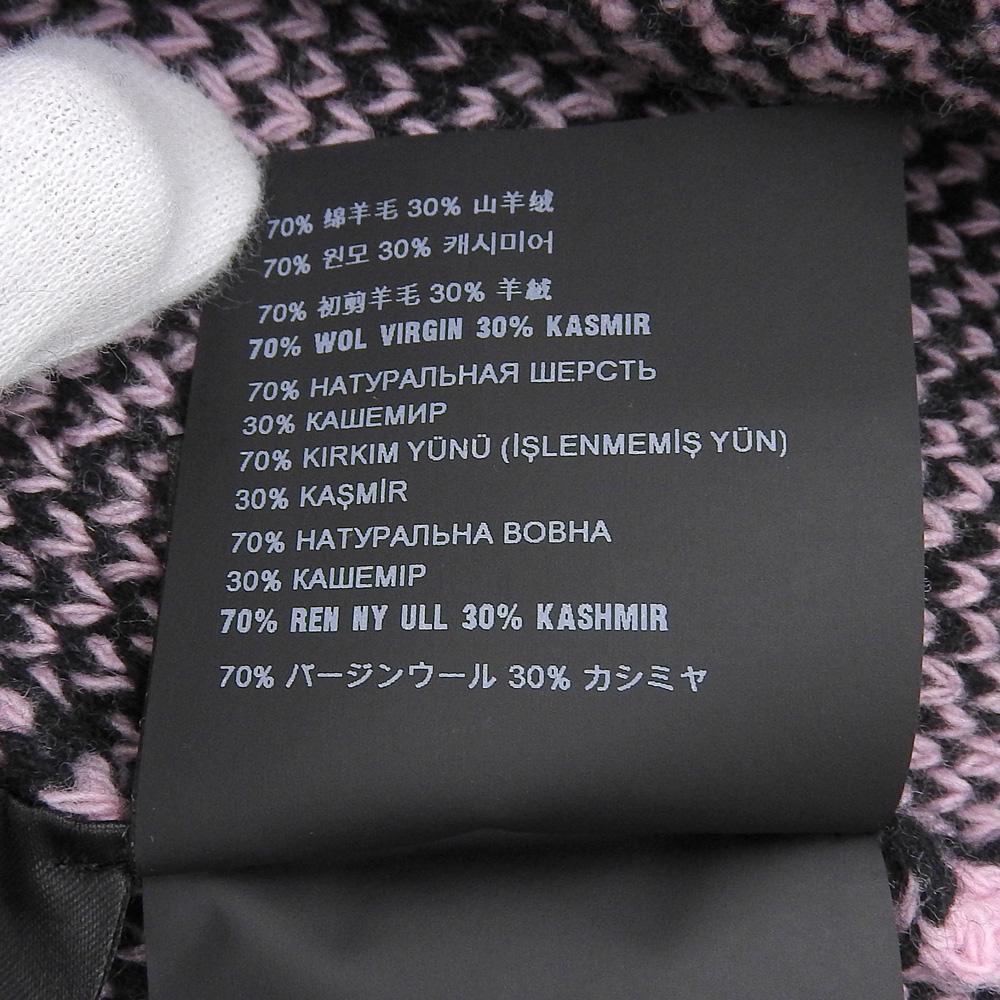 70% 绵羊毛 30% 山羊绒
70% 원모 30% 캐시미어
70% 初剪羊毛 30% 羊絨
70% WOL VIRGIN 30% KASMIR
70% НАТУРАЛЬНАЯ ШЕРСТЬ
30% КАШЕМИР
70% KIRKIM YÜNÜ (İŞLENMEMİŞ YÜN)
30% KAŞMİR
70% НАТУРАЛЬНА ВОВНА
30% КАШЕМІР
70% REN NY ULL 30% KASHMIR
70% バージンウール 30% カシミヤ